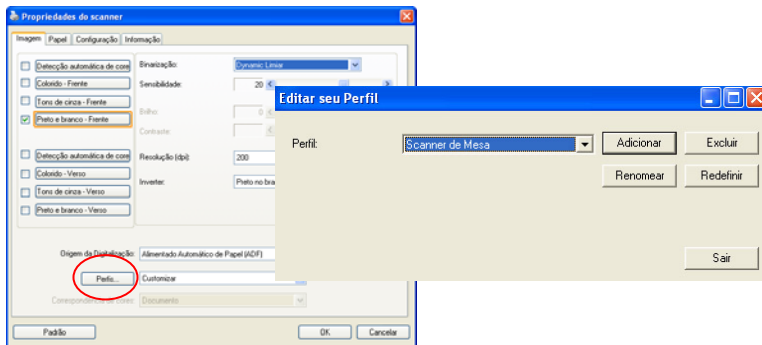 Propriedades do scanner
Imagem Papel Configuração Informação
Detecção automática de core
Binarização:
Dynamic Liniar
Colorido - Frente
Sensibilidade:
20
Tons de cinza - Frente
Brilho:
0
Preto e branco - Frente
Contraste:
Detecção automática de core
Resolução (dpi):
200
Colorido - Verso
Inverter:
Preto no bra
Tons de cinza - Verso
Preto e branco - Verso
Origem da Digitalização:
Alimentado Automático de Papel (ADF)
Perfis...
Customizar
Documento
Padrão
OK
Cancelar
Editar seu Perfil
Perfil:
Scanner de Mesa
Adicionar
Excluir
Renomear
Redefinir
Sair